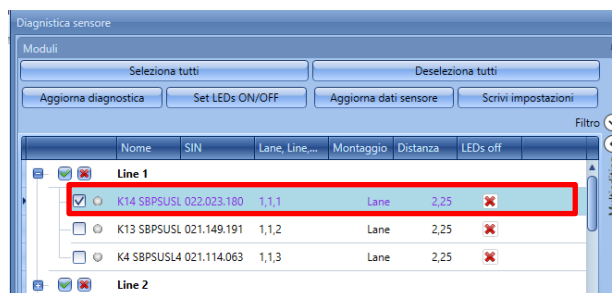 Diagnistica sensore
Moduli
Seleziona tutti Deseleziona tutti
Aggiorna diagnostica Set LEDs ON/OFF Aggiorna dati sensore Scrivi impostazioni
Filtro
Nome SIN Lane, Line,... Montaggio Distanza LEDs off
Line 1
K14 SBPSUSL 022.023.180 1,1,1 Lane 2,25
K13 SBPSUSL 021.149.191 1,1,2 Lane 2,25
K4 SBPSUSL4 021.114.063 1,1,3 Lane 2,25
Line 2